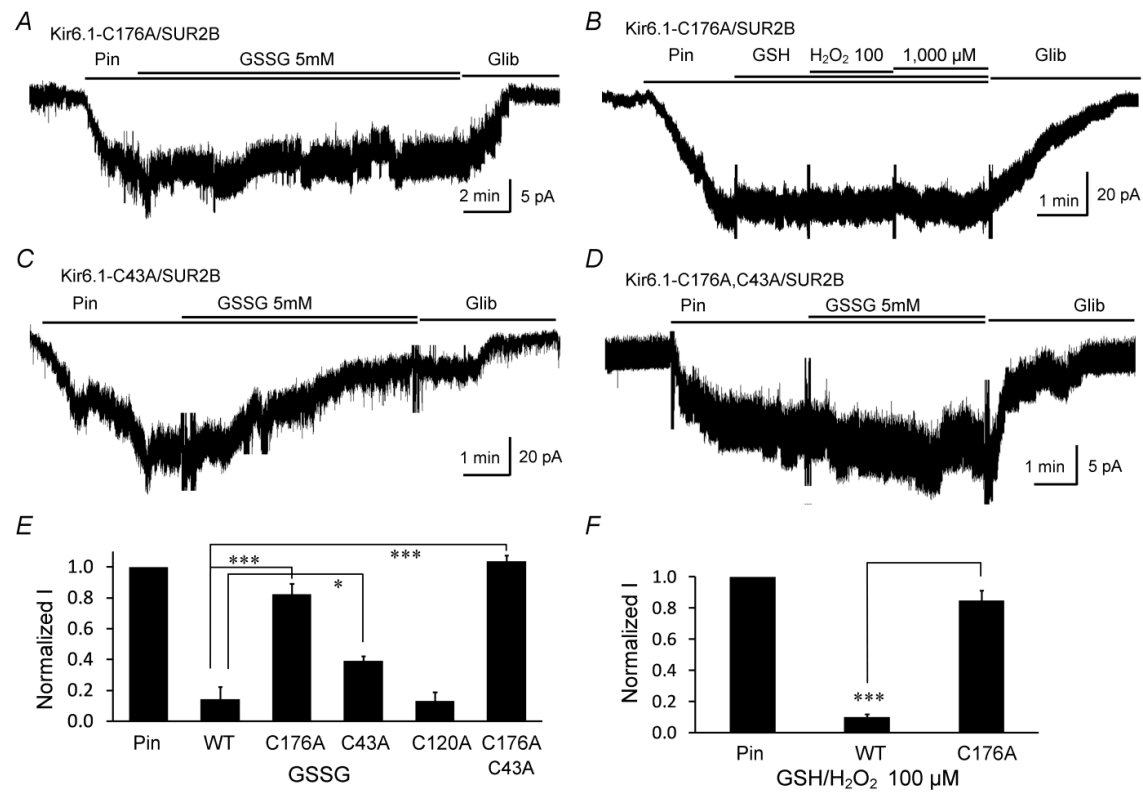 A
Kir6.1-C176A/SUR2B
Pin GSSG 5mM Glib
2 min 5 pA
B
Kir6.1-C176A/SUR2B
Pin GSH H₂O₂ 100 1,000 µM Glib
1 min 20 pA
C
Kir6.1-C43A/SUR2B
Pin GSSG 5mM Glib
1 min 20 pA
D
Kir6.1-C176A,C43A/SUR2B
Pin GSSG 5mM Glib
1 min 5 pA
E
Normalized I
1.0
0.8
0.6
0.4
0.2
0.0
*** * ***
Pin WT C176A C43A C120A C176A
C43A
GSSG
F
Normalized I
1.0
0.8
0.6
0.4
0.2
0.0
***
Pin WT C176A
GSH/H₂O₂ 100 µM